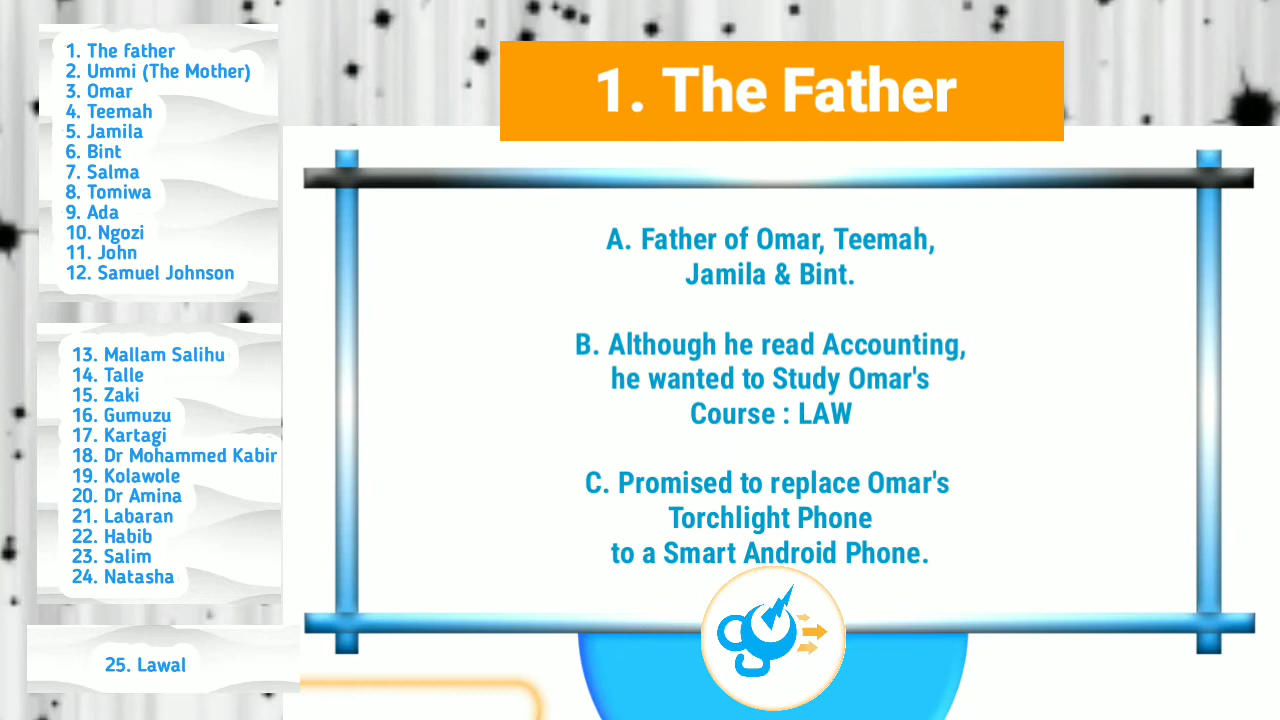 1. The father
2. Ummi (The Mother)
3. Omar
4. Teemah
5. Jamila
6. Bint
7. Salma
8. Tomiwa
9. Ada
10. Ngozi
11. John
12. Samuel Johnson
13. Mallam Salihu
14. Talle
15. Zaki
16. Gumuzu
17. Kartagi
18. Dr Mohammed Kabir
19. Kolawole
20. Dr Amina
21. Labaran
22. Habib
23. Salim
24. Natasha
25. Lawal
1. The Father
A. Father of Omar, Teemah,
Jamila & Bint.
B. Although he read Accounting,
he wanted to Study Omar's
Course : LAW
C. Promised to replace Omar's
Torchlight Phone
to a Smart Android Phone.